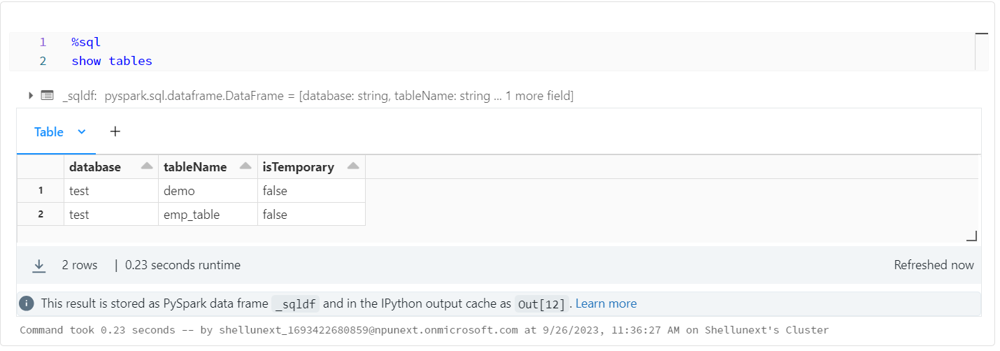 1 %sql
2 show tables
_sqldf: pyspark.sql.dataframe.DataFrame = [database: string, tableName: string ... 1 more field]
Table +
database tableName isTemporary
1 test demo false
2 test emp_table false
2 rows | 0.23 seconds runtime Refreshed now
This result is stored as PySpark data frame _sqldf and in the IPython output cache as Out[12]. Learn more
Command took 0.23 seconds -- by shellunext_1693422680859@npunext.onmicrosoft.com at 9/26/2023, 11:36:27 AM on Shellunext's Cluster